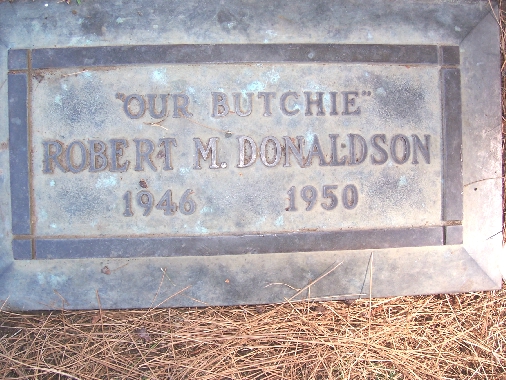 "OUR BUTCHIE"
ROBERT M. DONALDSON
1946 1950